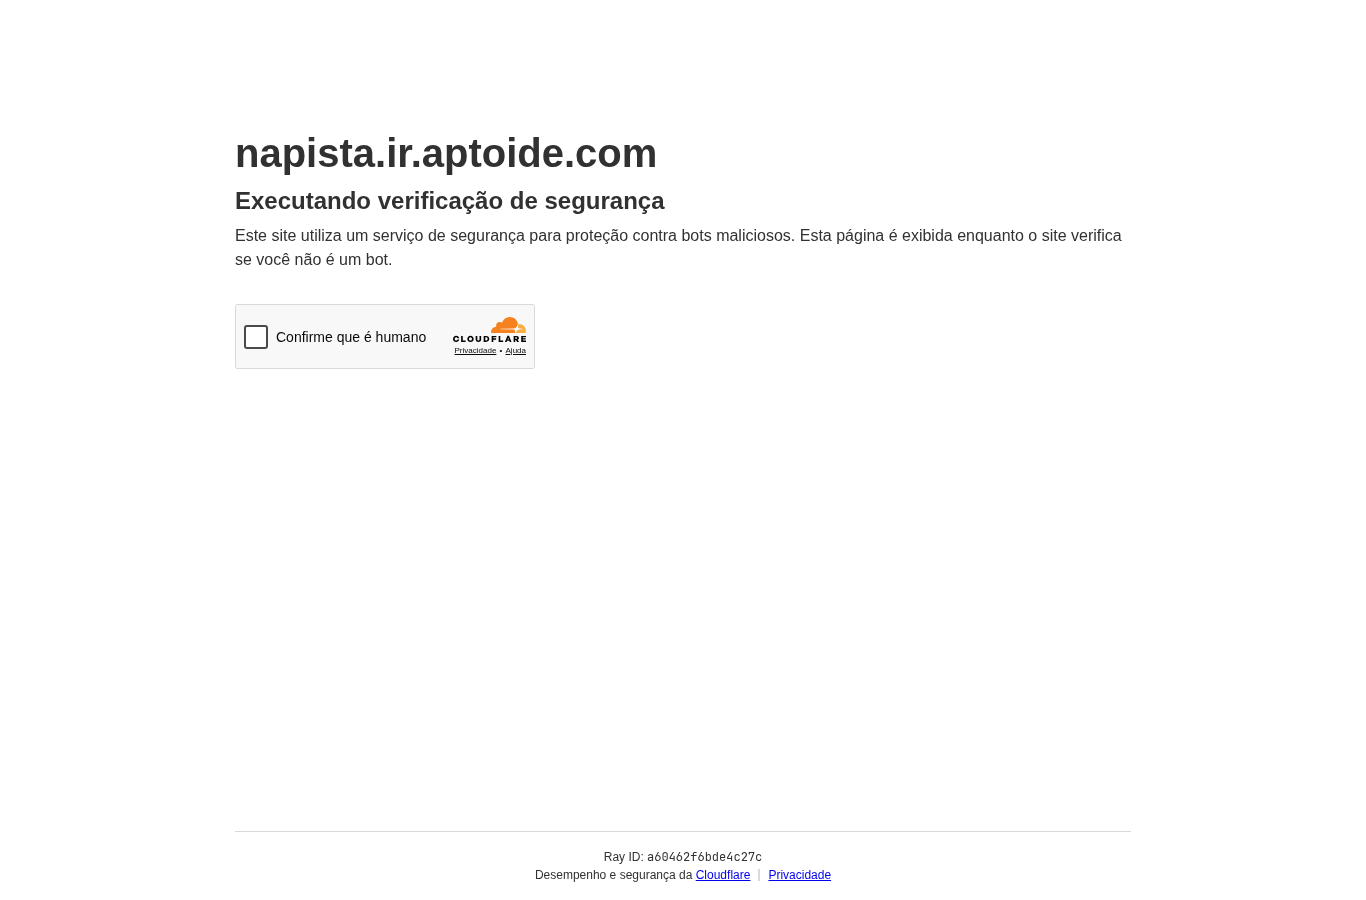 napista.ir.aptoide.com
Executando verificação de segurança
Este site utiliza um serviço de segurança para proteção contra bots maliciosos. Esta página é exibida enquanto o site verifica
se você não é um bot.
Confirme que é humano
CLOUDFLARE
Privacidade • Ajuda
Ray ID: a60462f6bde4c27c
Desempenho e segurança da Cloudflare | Privacidade